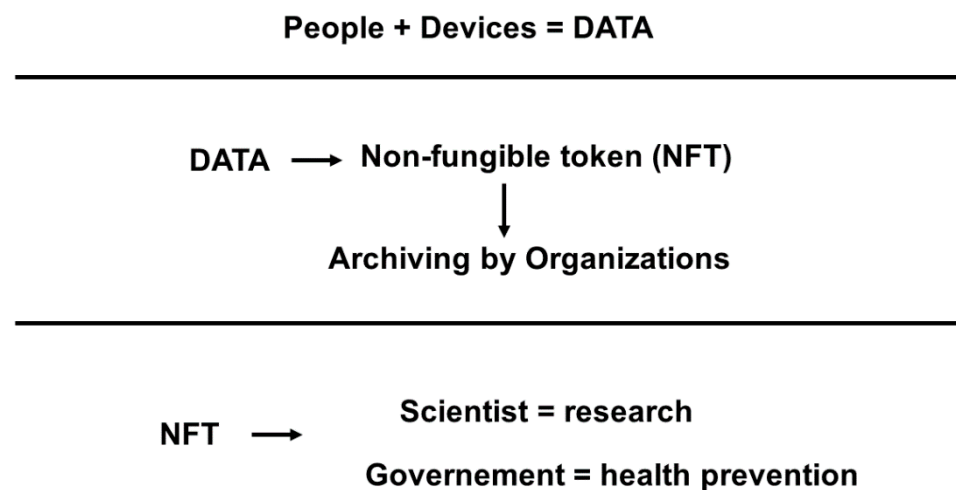 People + Devices = DATA
DATA → Non-fungible token (NFT)
↓
Archiving by Organizations
Scientist = research
NFT →
Governement = health prevention